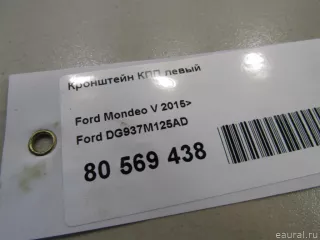 Кронштейн КПП левый
Ford Mondeo V 2015>
Ford DG937M125AD
80 569 438
eaural.ru